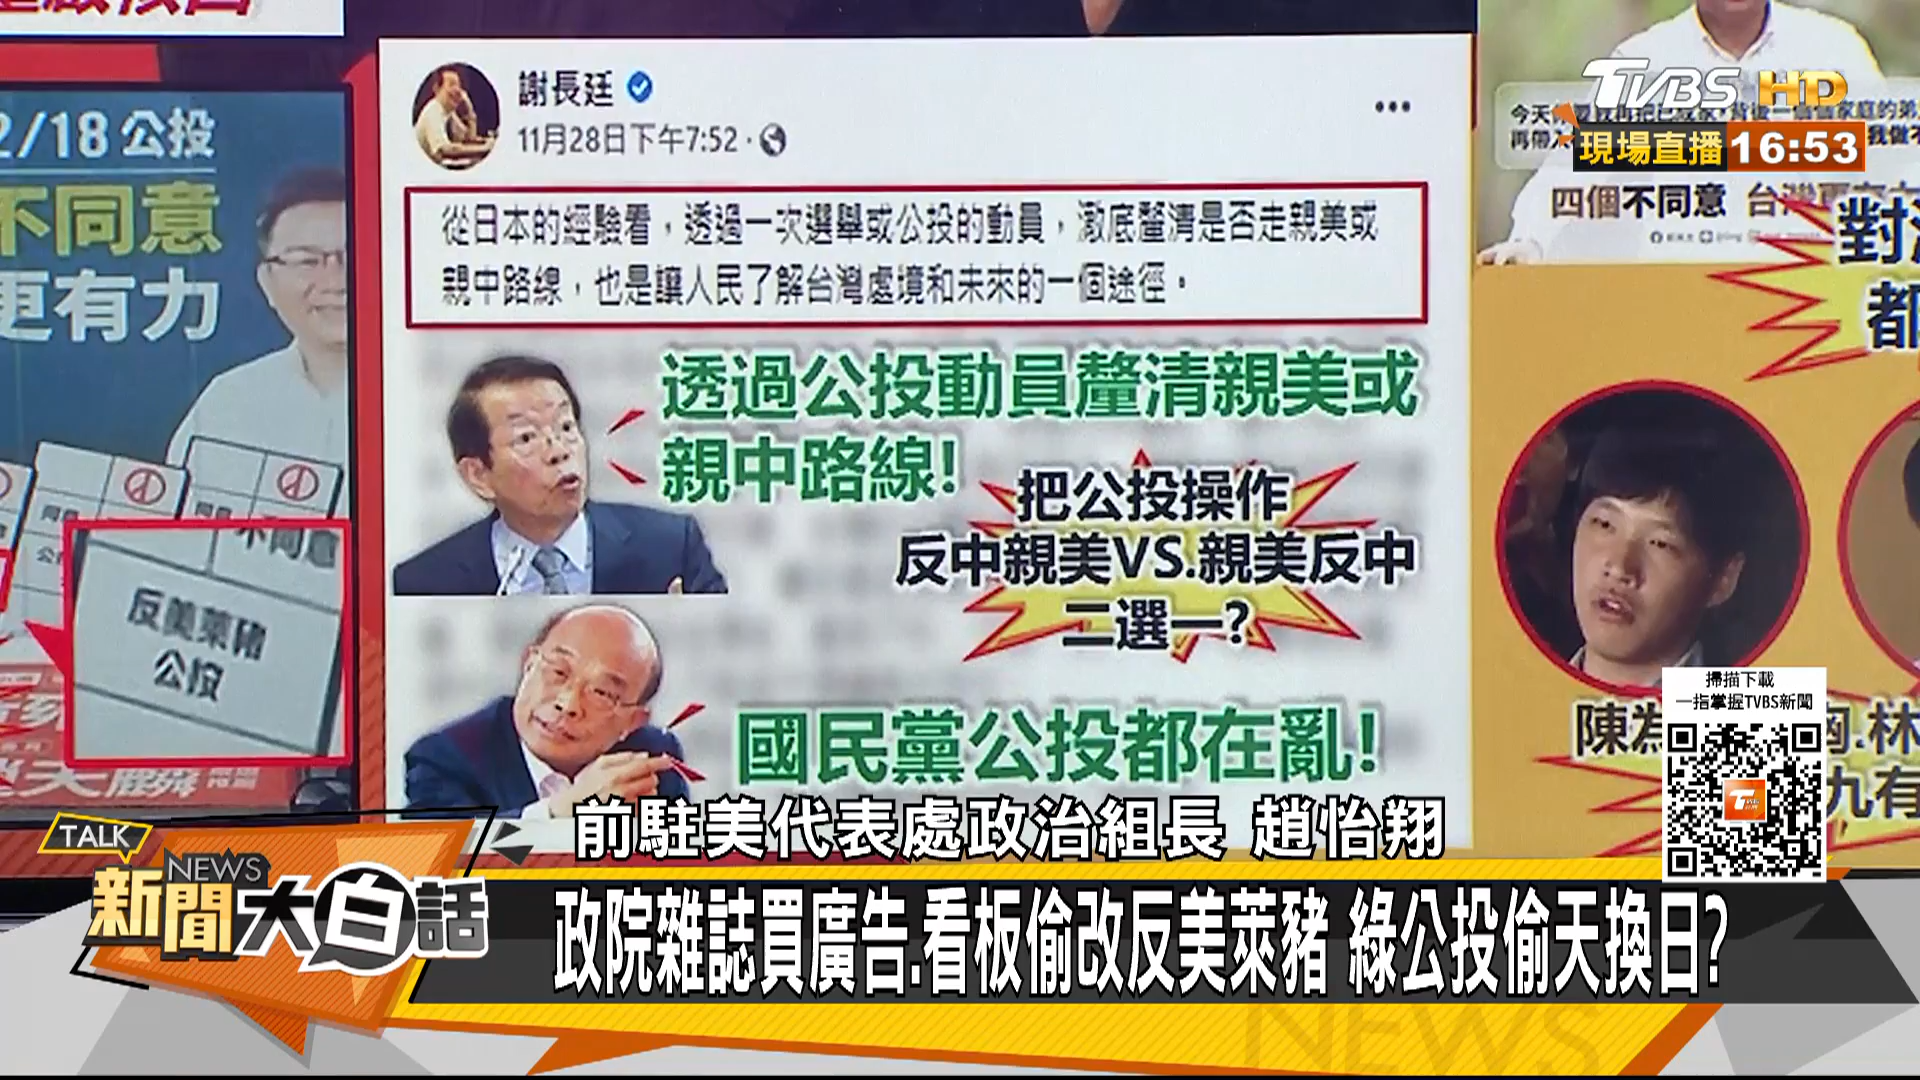 2/18 公投
不同意
更有力
不同意
反美萊豬
公投
謝長廷
11月28日下午7:52
從日本的經驗看，透過一次選舉或公投的動員，澈底釐清是否走親美或
親中路線，也是讓人民了解台灣處境和未來的一個途徑。
透過公投動員釐清親美或
親中路線!
把公投操作
反中親美VS.親美反中
二選一?
國民黨公投都在亂!
TVBS HD
現場直播 16:53
四個不同意 台灣
對
都
陳為
林
九有
掃描下載
一指掌握TVBS新聞
前駐美代表處政治組長 趙怡翔
TALK
NEWS
新聞大白話
政院雜誌買廣告.看板偷改反美萊豬 綠公投偷天換日?
NEWS